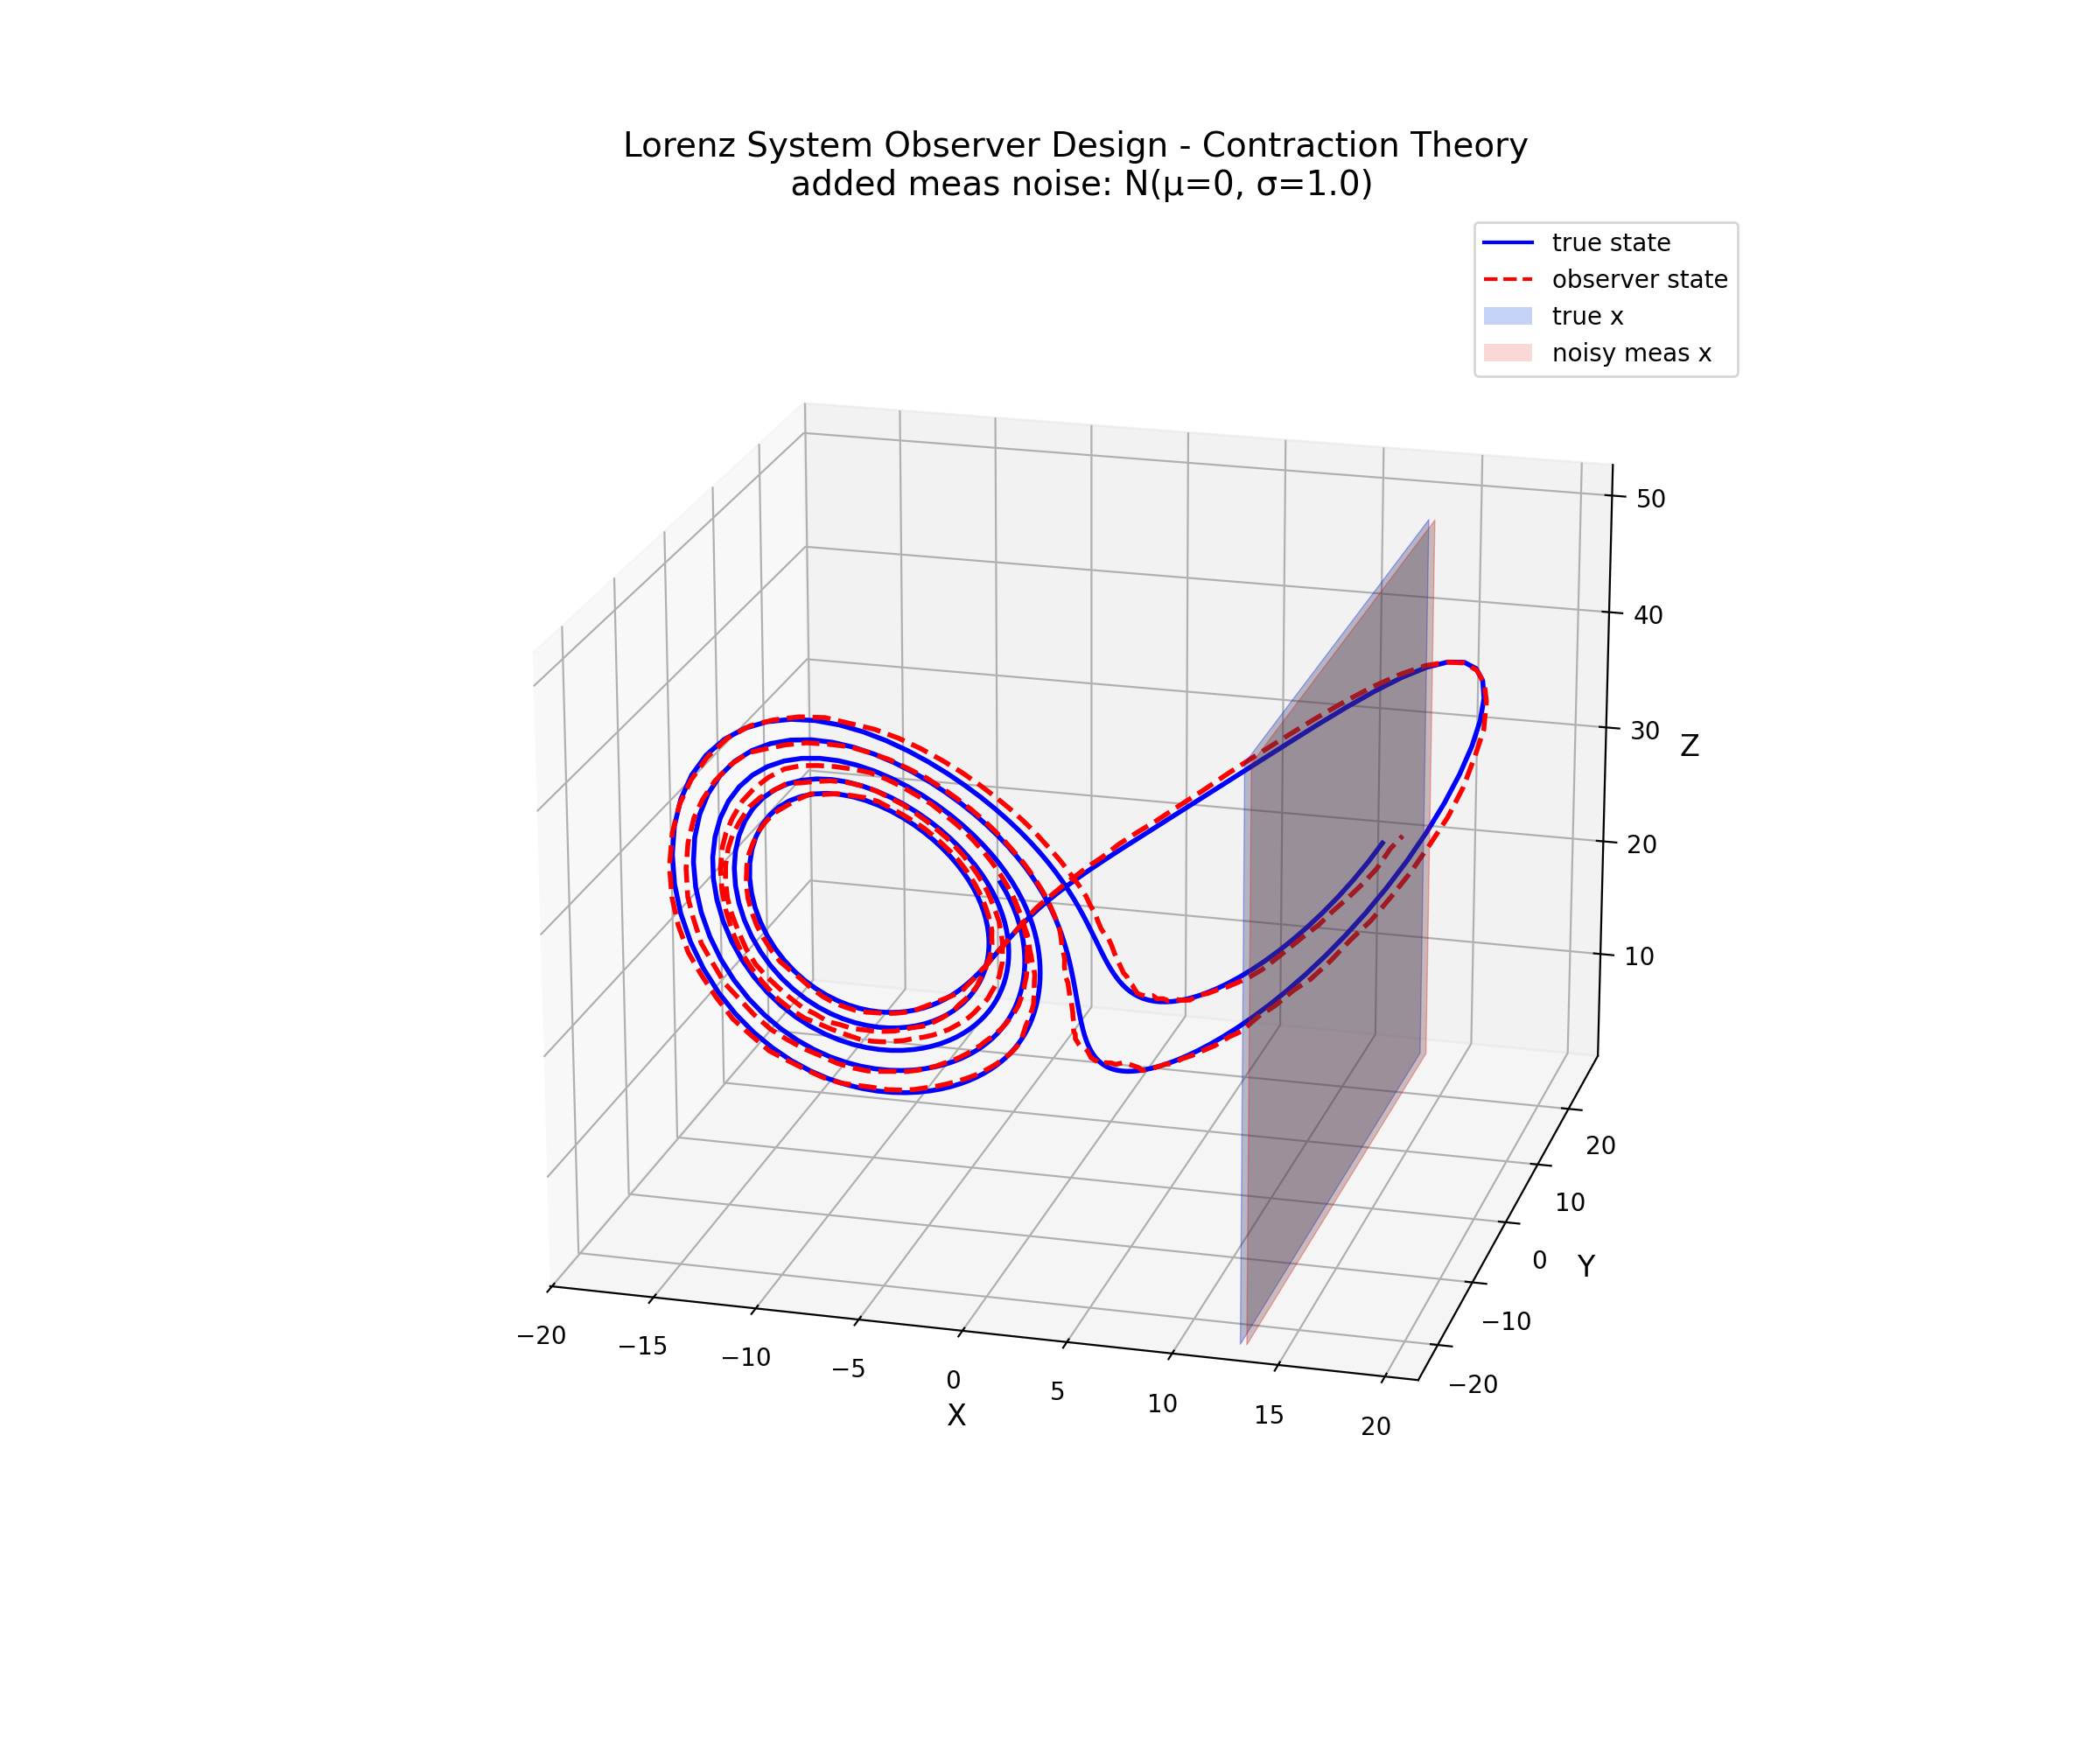 Lorenz System Observer Design - Contraction Theory
added meas noise: N(μ=0, σ=1.0)
true state
observer state
true x
noisy meas x
50
40
30
20
10
Z
20
10
0
−10
−20
Y
−20
−15
−10
−5
0
5
10
15
20
X